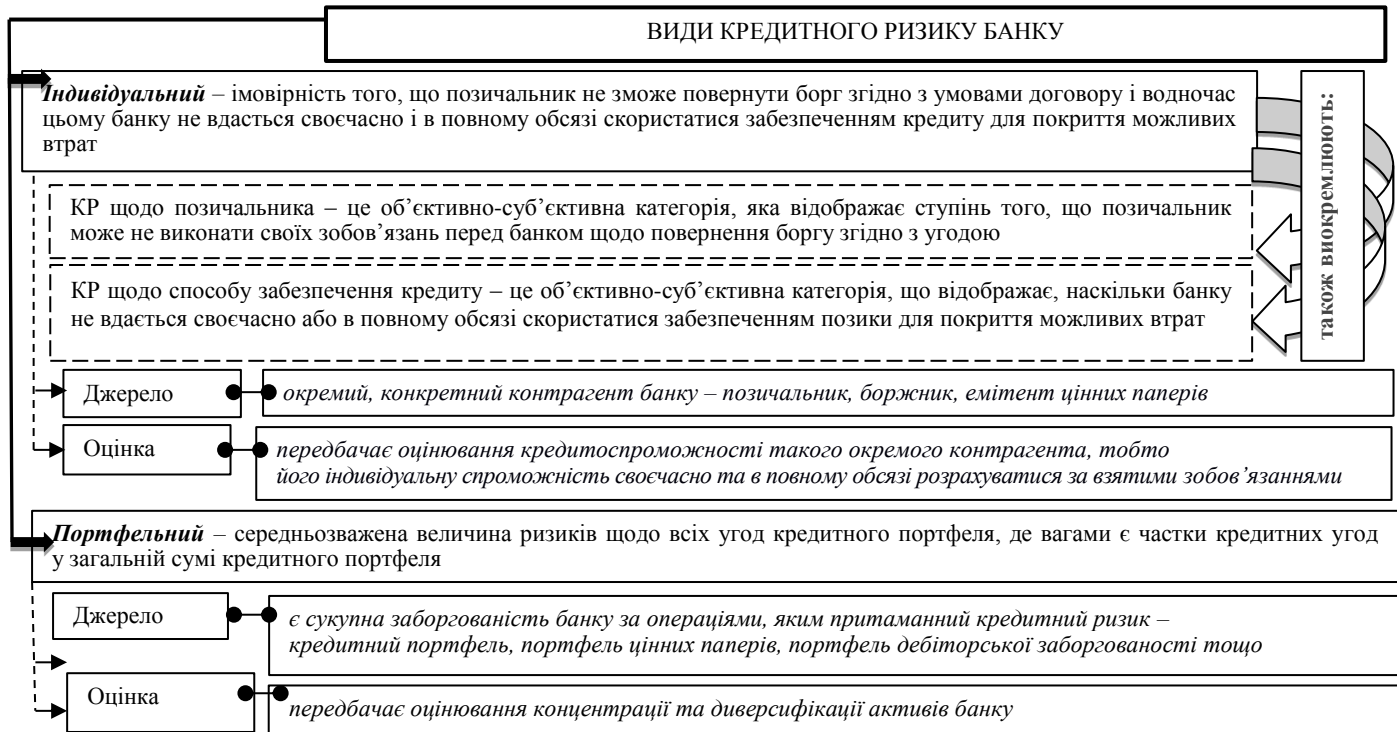 ВИДИ КРЕДИТНОГО РИЗИКУ БАНКУ
Індивідуальний – імовірність того, що позичальник не зможе повернути борг згідно з умовами договору і водночас
цьому банку не вдасться своєчасно і в повному обсязі скористатися забезпеченням кредиту для покриття можливих
втрат
також виокремлюють:
КР щодо позичальника – це об’єктивно-суб’єктивна категорія, яка відображає ступінь того, що позичальник
може не виконати своїх зобов’язань перед банком щодо повернення боргу згідно з угодою
КР щодо способу забезпечення кредиту – це об’єктивно-суб’єктивна категорія, що відображає, наскільки банку
не вдається своєчасно або в повному обсязі скористатися забезпеченням позики для покриття можливих втрат
Джерело
окремий, конкретний контрагент банку – позичальник, боржник, емітент цінних паперів
Оцінка
передбачає оцінювання кредитоспроможності такого окремого контрагента, тобто
його індивідуальну спроможність своєчасно та в повному обсязі розрахуватися за взятими зобов’язаннями
Портфельний – середньозважена величина ризиків щодо всіх угод кредитного портфеля, де вагами є частки кредитних угод
у загальній сумі кредитного портфеля
Джерело
є сукупна заборгованість банку за операціями, яким притаманний кредитний ризик –
кредитний портфель, портфель цінних паперів, портфель дебіторської заборгованості тощо
Оцінка
передбачає оцінювання концентрації та диверсифікації активів банку